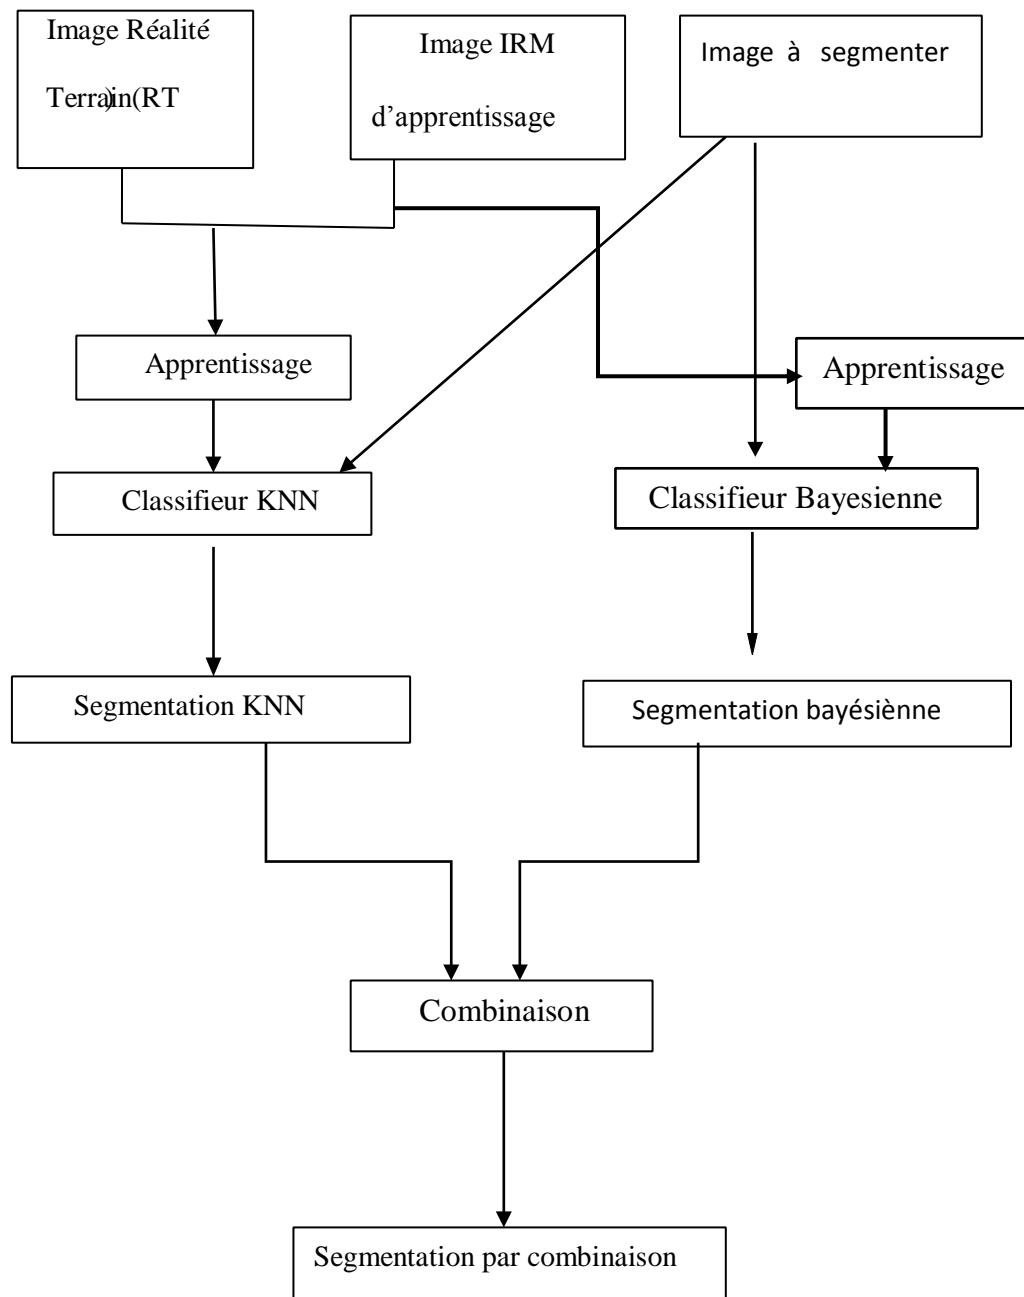 Image Réalité
Terrain(RT)
Image IRM
d’apprentissage
Image à segmenter
Apprentissage
Apprentissage
Classifieur KNN
Classifieur Bayesienne
Segmentation KNN
Segmentation bayésiènne
Combinaison
Segmentation par combinaison